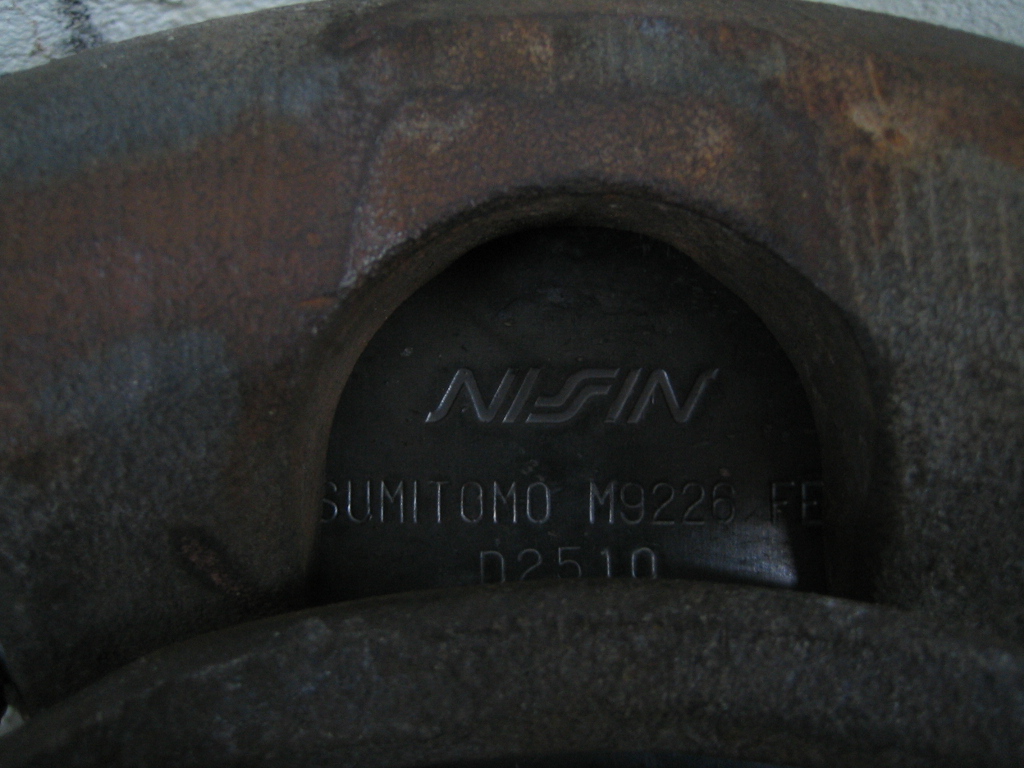 NISSIN
SUMITOMO M9226 FE
D2510